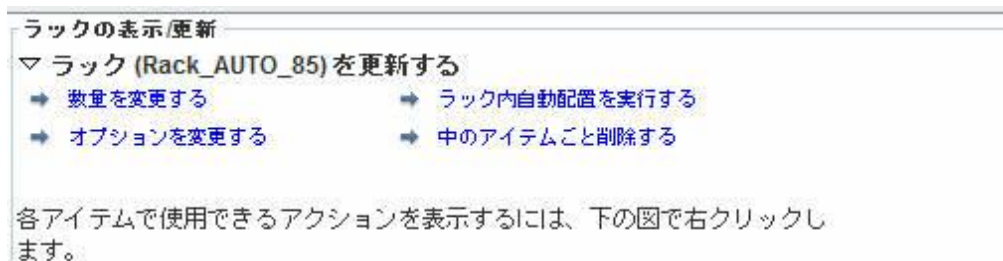 ラックの表示/更新
▽ ラック (Rack_AUTO_85) を更新する
➡ 数量を変更する ➡ ラック内自動配置を実行する
➡ オプションを変更する ➡ 中のアイテムごと削除する
各アイテムで使用できるアクションを表示するには、下の図で右クリックし
ます。